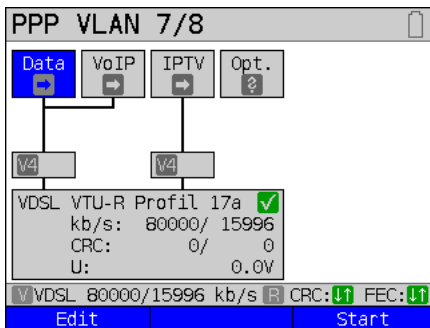 PPP VLAN 7/8
Data VoIP IPTV Opt.
?
V4 V4
VDSL VTU-R Profil 17a
kb/s: 80000/ 15996
CRC: 0/ 0
U: 0.0V
V VDSL 80000/15996 kb/s R CRC: FEC:
Edit Start